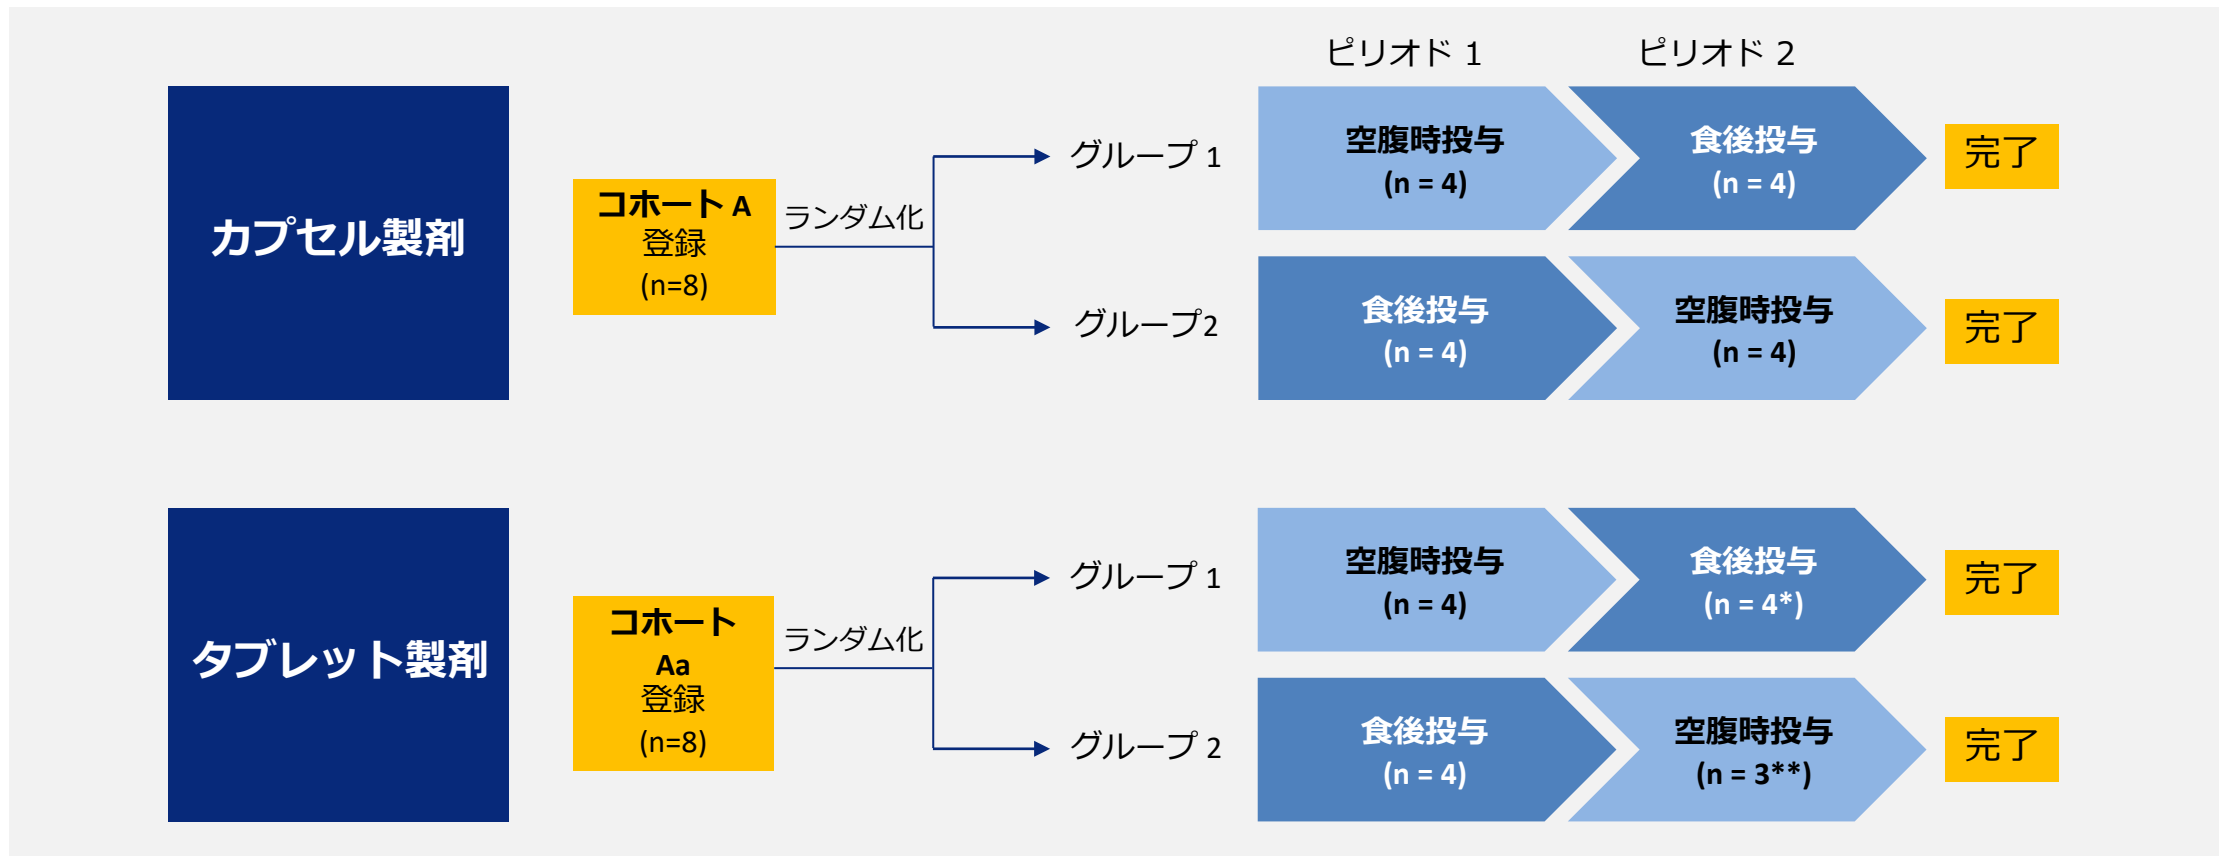 ピリオド 1
ピリオド 2
カプセル製剤
コホート A
登録
(n=8)
ランダム化
グループ 1
空腹時投与
(n = 4)
食後投与
(n = 4)
完了
グループ2
食後投与
(n = 4)
空腹時投与
(n = 4)
完了
タブレット製剤
コホート
Aa
登録
(n=8)
ランダム化
グループ 1
空腹時投与
(n = 4)
食後投与
(n = 4*)
完了
グループ 2
食後投与
(n = 4)
空腹時投与
(n = 3**)
完了